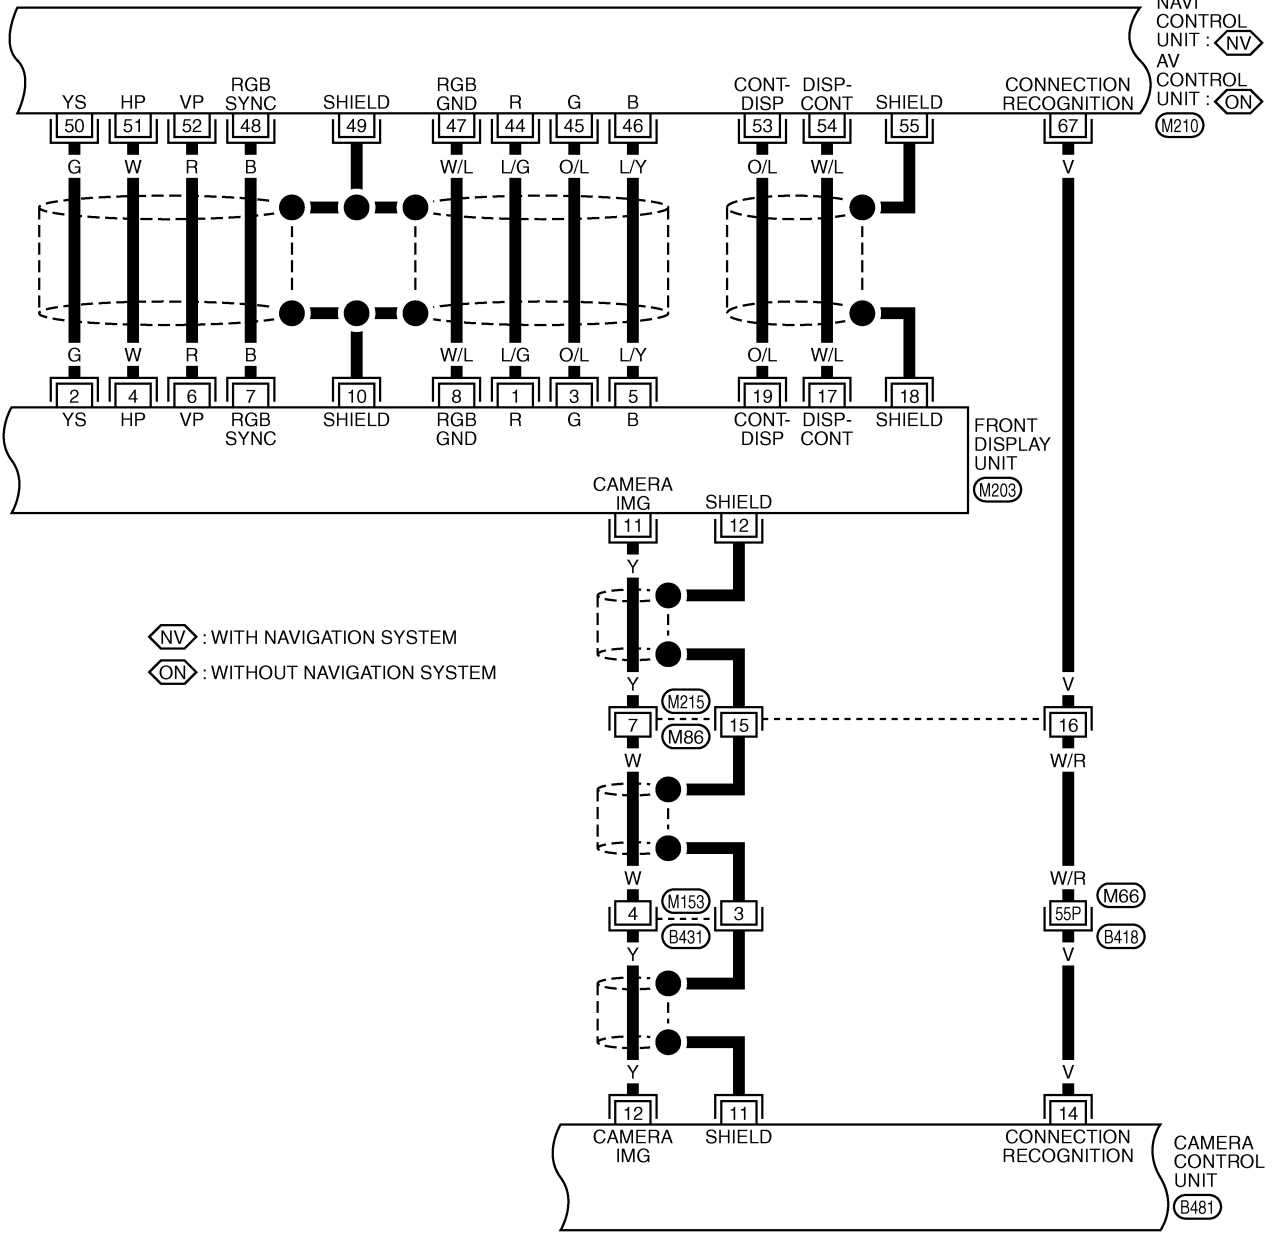 NAVI
CONTROL
UNIT : NV
AV
CONTROL
UNIT : ON
M210
YS HP VP RGB SYNC SHIELD RGB GND R G B CONT-DISP DISP-CONT SHIELD CONNECTION RECOGNITION
50 51 52 48 49 47 44 45 46 53 54 55 67
G W R B W/L L/G O/L L/Y O/L W/L V
G W R B W/L L/G O/L L/Y O/L W/L
2 4 6 7 10 8 1 3 5 19 17 18
YS HP VP RGB SYNC SHIELD RGB GND R G B CONT-DISP DISP-CONT SHIELD
FRONT
DISPLAY
UNIT
M203
CAMERA
IMG
SHIELD
11 12
Y
NV : WITH NAVIGATION SYSTEM
ON : WITHOUT NAVIGATION SYSTEM
Y V
M215
7 15 16
M86
W W/R
W W/R
M153 M66
4 3 55P
B431 B418
Y V
Y V
12 11 14
CAMERA
IMG
SHIELD
CONNECTION
RECOGNITION
CAMERA
CONTROL
UNIT
B481